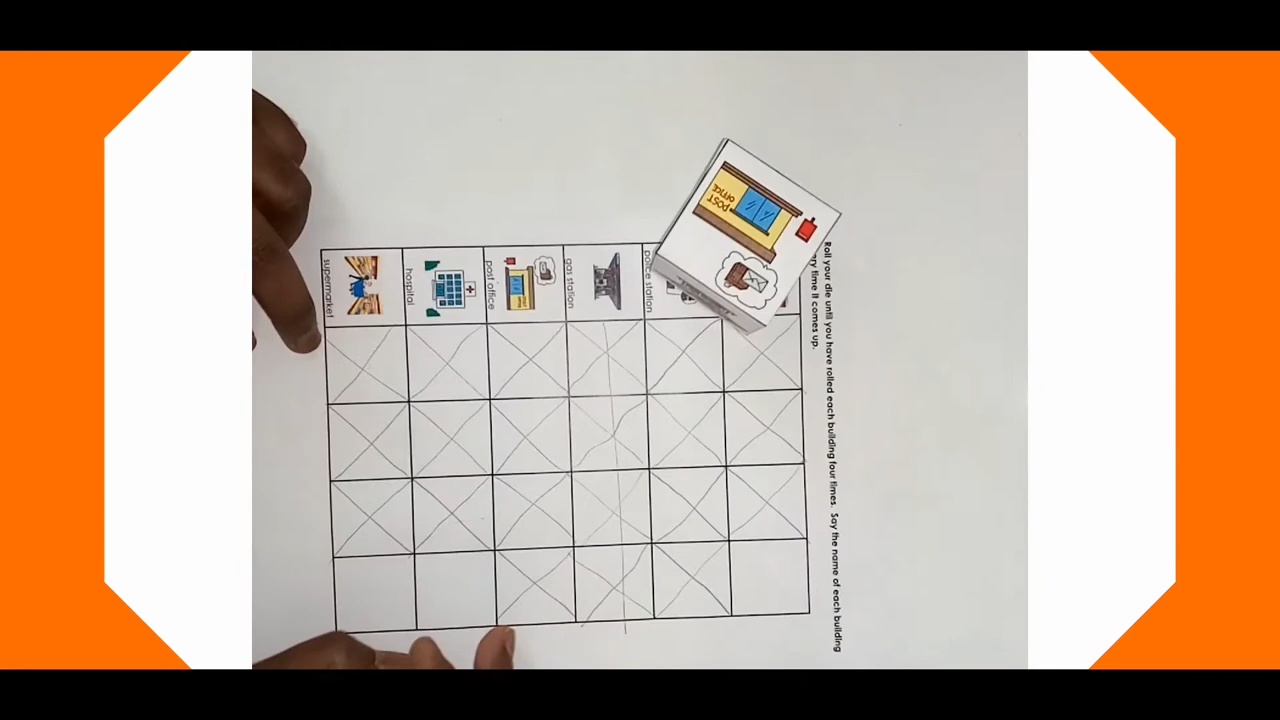 Roll your die until you have rolled each building four times. Say the name of each building
time it comes up.
police station
gas station
post office
hospital
supermarket
POST
OFFICE